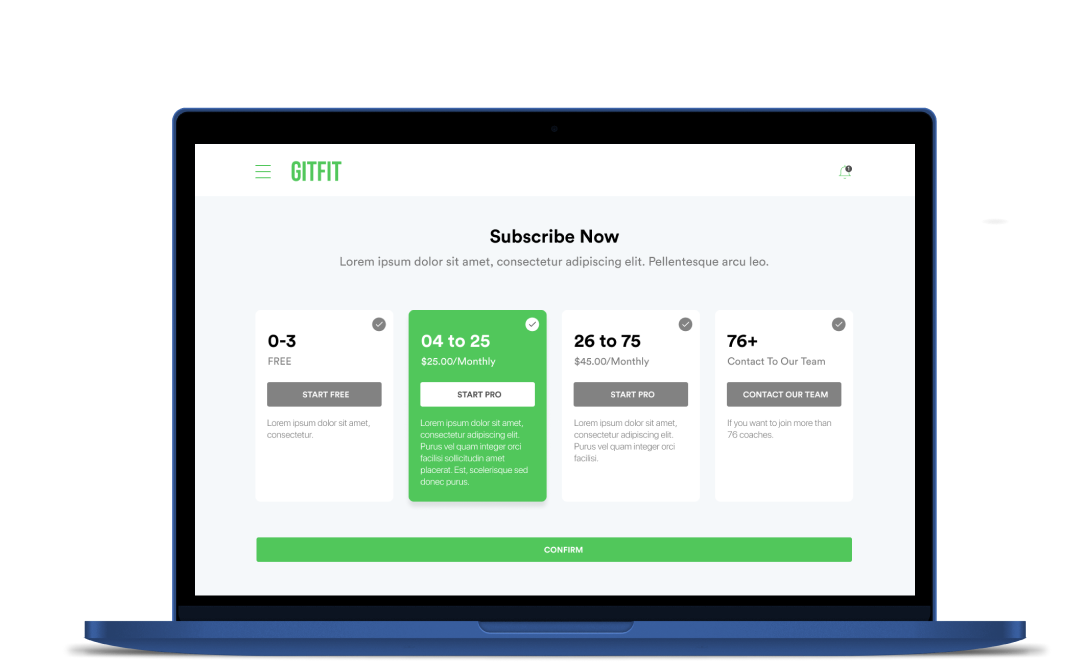 GITFIT
1
Subscribe Now
Lorem ipsum dolor sit amet, consectetur adipiscing elit. Pellentesque arcu leo.
0-3
FREE
START FREE
Lorem ipsum dolor sit amet,
consectetur.
04 to 25
$25.00/Monthly
START PRO
Lorem ipsum dolor sit amet,
consectetur adipiscing elit.
Purus vel quam integer orci
facilisi sollicitudin amet
placerat. Est, scelerisque sed
donec purus.
26 to 75
$45.00/Monthly
START PRO
Lorem ipsum dolor sit amet,
consectetur adipiscing elit.
Purus vel quam integer orci
facilisi.
76+
Contact To Our Team
CONTACT OUR TEAM
If you want to join more than
76 coaches.
CONFIRM